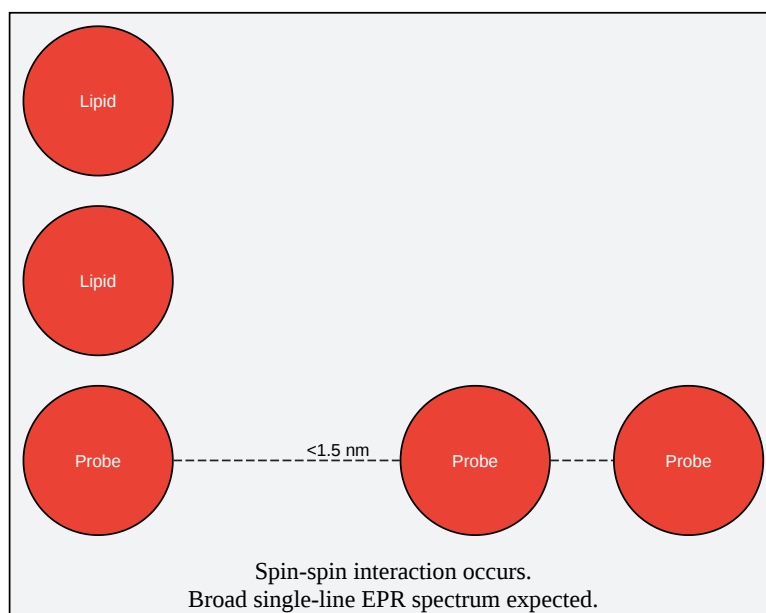 Lipid
Lipid
Probe
<1.5 nm
Probe
Probe
Spin-spin interaction occurs.
Broad single-line EPR spectrum expected.